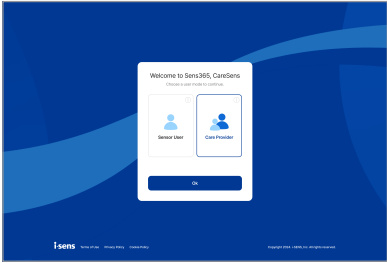 Welcome to Sens365, CareSens
Choose a user mode to continue.
Sensor User
Care Provider
Ok
i-sens Terms of Use Privacy Policy Cookie Policy
Copyright 2024. i-SENS, Inc. All rights reserved.